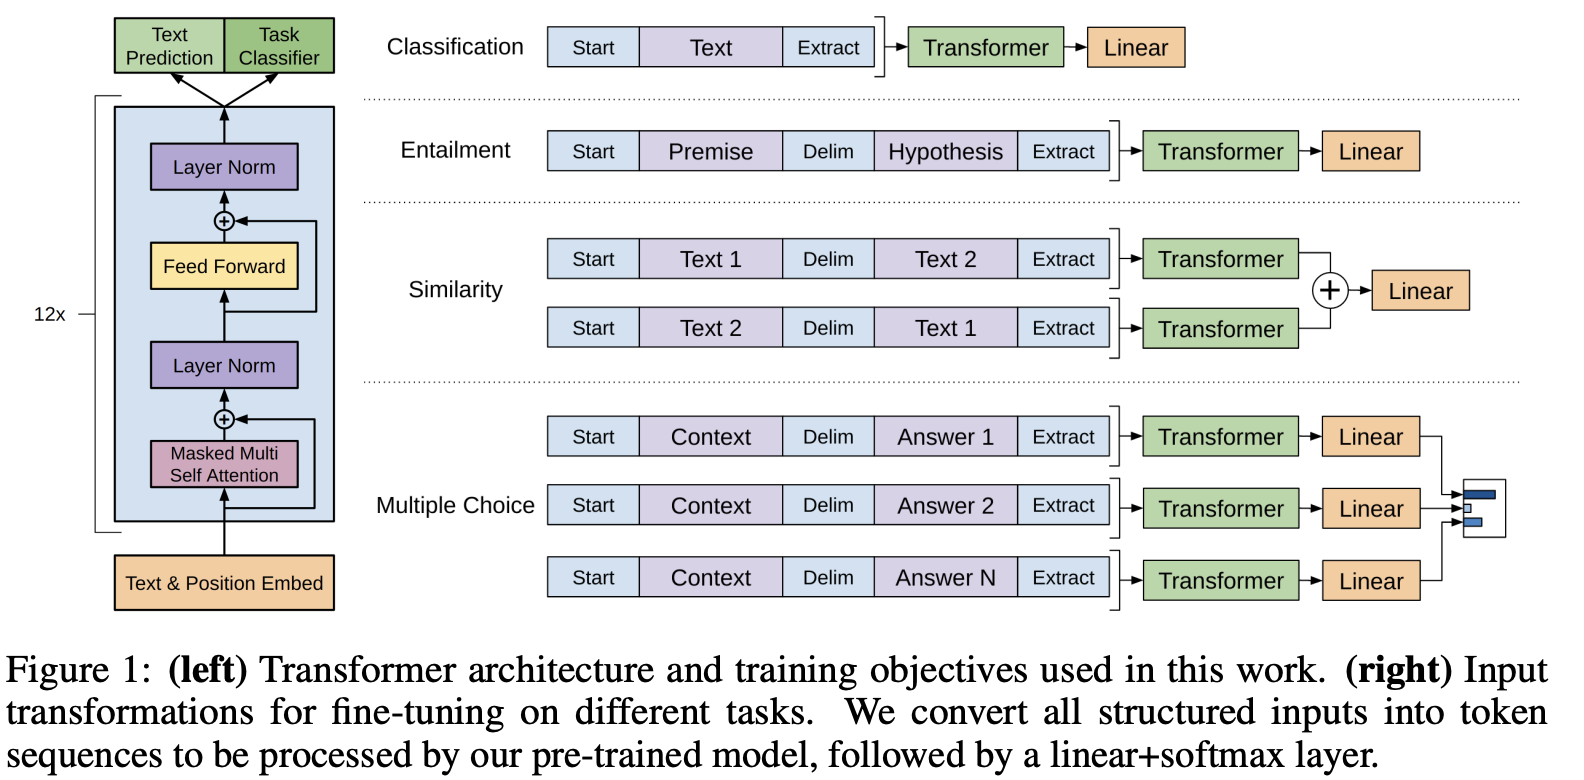 Text
Prediction
Task
Classifier
12x
Layer Norm
+
Feed Forward
Layer Norm
+
Masked Multi
Self Attention
Text & Position Embed
Classification
Start Text Extract Transformer Linear
Entailment
Start Premise Delim Hypothesis Extract Transformer Linear
Similarity
Start Text 1 Delim Text 2 Extract Transformer
+ Linear
Start Text 2 Delim Text 1 Extract Transformer
Multiple Choice
Start Context Delim Answer 1 Extract Transformer Linear
Start Context Delim Answer 2 Extract Transformer Linear
Start Context Delim Answer N Extract Transformer Linear
Figure 1: (left) Transformer architecture and training objectives used in this work. (right) Input
transformations for fine-tuning on different tasks. We convert all structured inputs into token
sequences to be processed by our pre-trained model, followed by a linear+softmax layer.